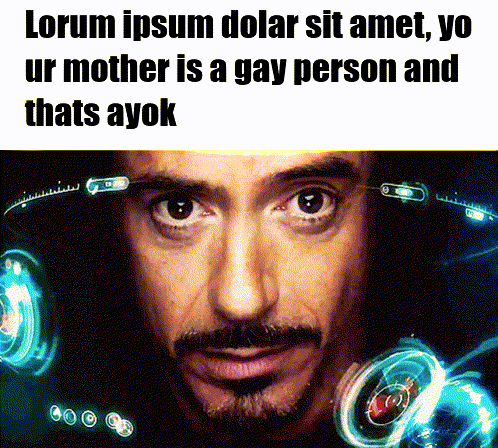 Lorum ipsum dolar sit amet, yo
ur mother is a gay person and
thats ayok